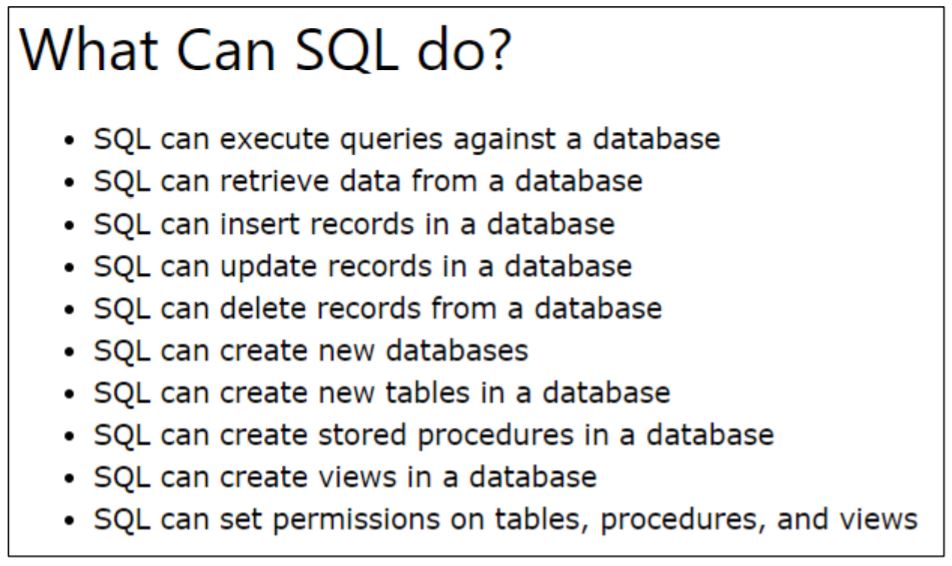 What Can SQL do?
• SQL can execute queries against a database
• SQL can retrieve data from a database
• SQL can insert records in a database
• SQL can update records in a database
• SQL can delete records from a database
• SQL can create new databases
• SQL can create new tables in a database
• SQL can create stored procedures in a database
• SQL can create views in a database
• SQL can set permissions on tables, procedures, and views